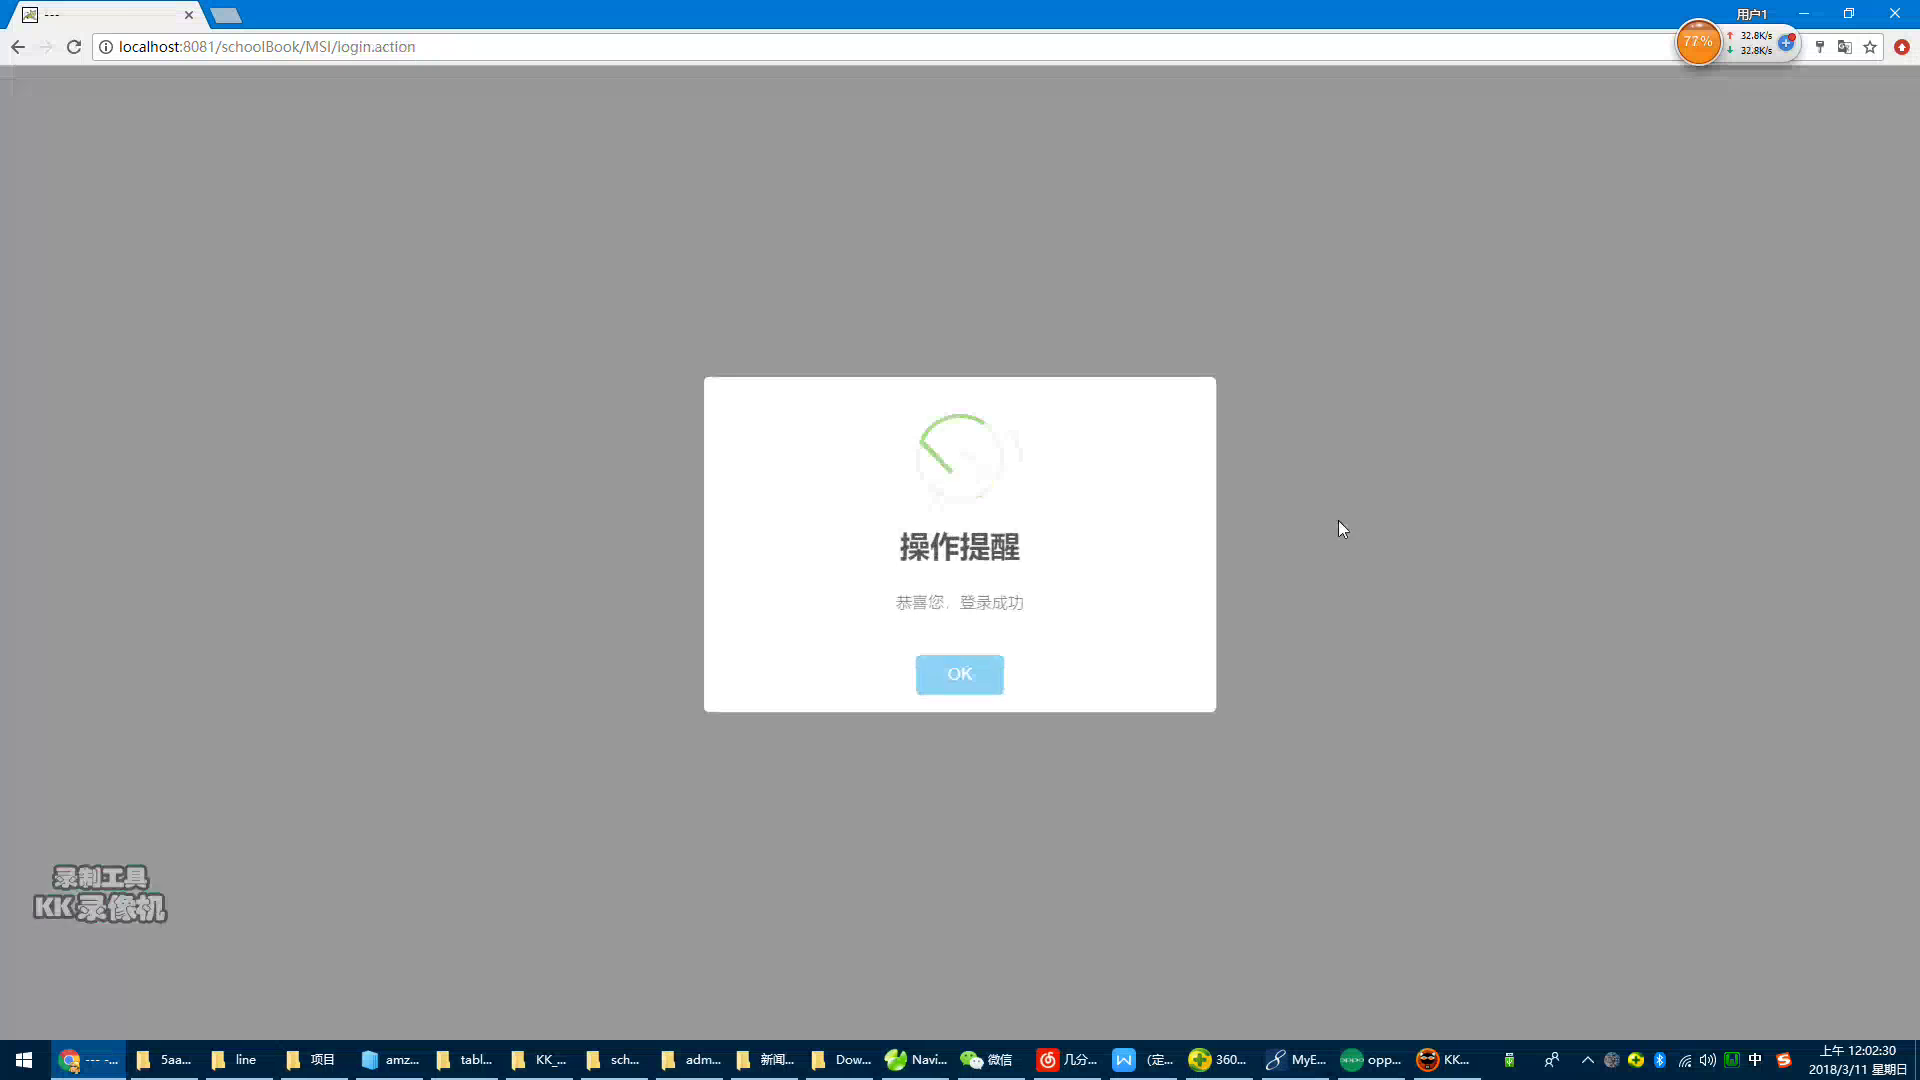 ---
用户1
localhost:8081/schoolBook/MSI/login.action
77%
32.8K/s
32.8K/s
操作提醒
恭喜您，登录成功
OK
录制工具
KK 录像机
--- -...
5aa...
line
项目
amz...
tabl...
KK_...
sch...
adm...
新闻...
Dow...
Navi...
微信
几分...
(定...
360...
MyE...
opp...
KK...
中
上午 12:02:30
2018/3/11 星期日